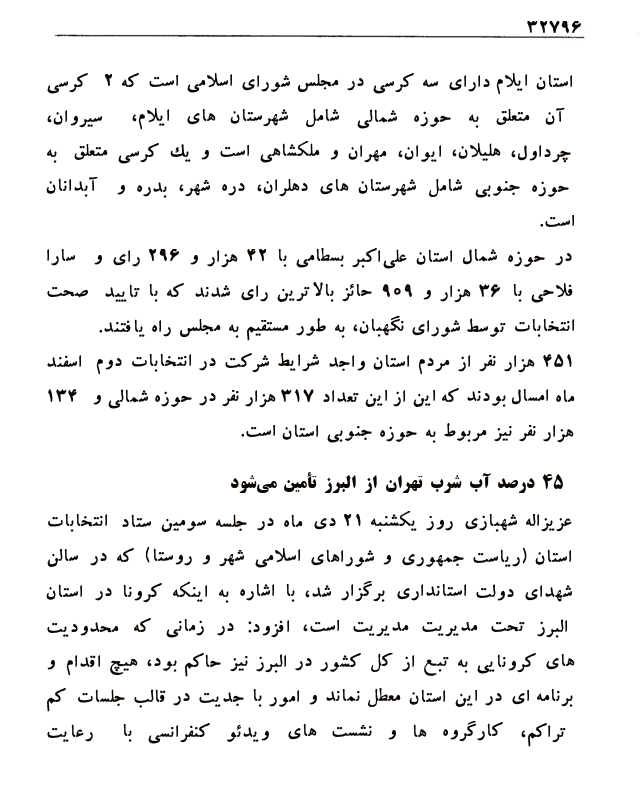 ۳۲۷۹۶
استان ایلام دارای سه کرسی در مجلس شورای اسلامی است که ۲ کرسی
آن متعلق به حوزه شمالی شامل شهرستان های ایلام، سیروان،
چرداول، هلیلان، ایوان، مهران و ملکشاهی است و یك کرسی متعلق به
حوزه جنوبی شامل شهرستان های دهلران، دره شهر، بدره و آبدانان
است.
در حوزه شمال استان علی‌اکبر بسطامی با ۴۲ هزار و ۲۹۶ رای و سارا
فلاحی با ۳۶ هزار و ۹۰۹ حائز بالاترین رای شدند که با تایید صحت
انتخابات توسط شورای نگهبان، به طور مستقیم به مجلس راه یافتند.
۴۵۱ هزار نفر از مردم استان واجد شرایط شرکت در انتخابات دوم اسفند
ماه امسال بودند که این از این تعداد ۳۱۷ هزار نفر در حوزه شمالی و ۱۳۴
هزار نفر نیز مربوط به حوزه جنوبی استان است.
۴۵ درصد آب شرب تهران از البرز تأمین می‌شود
عزیزاله شهبازی روز یکشنبه ۲۱ دی ماه در جلسه سومین ستاد انتخابات
استان (ریاست جمهوری و شوراهای اسلامی شهر و روستا) که در سالن
شهدای دولت استانداری برگزار شد، با اشاره به اینکه کرونا در استان
البرز تحت مدیریت مدیریت است، افزود: در زمانی که محدودیت
های کرونایی به تبع از کل کشور در البرز نیز حاکم بود، هیچ اقدام و
برنامه ای در این استان معطل نماند و امور با جدیت در قالب جلسات کم
تراکم، کارگروه ها و نشست های ویدئو کنفرانسی با رعایت